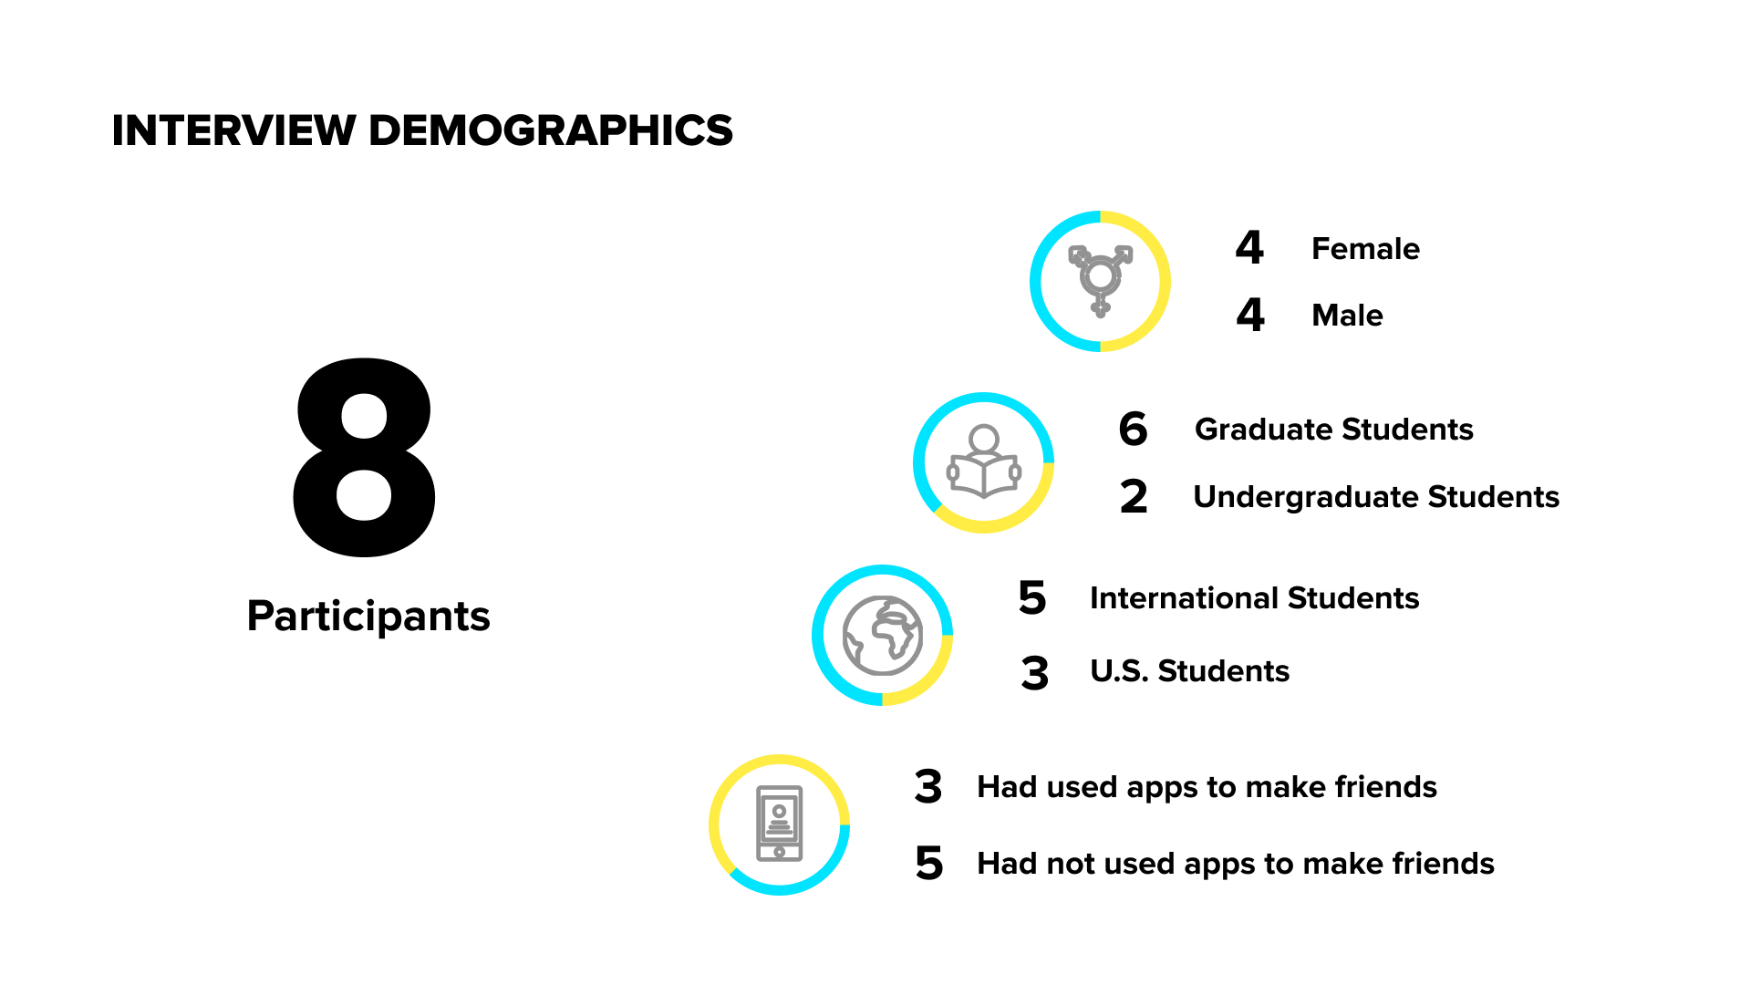 INTERVIEW DEMOGRAPHICS
8
Participants
4 Female
4 Male
6 Graduate Students
2 Undergraduate Students
5 International Students
3 U.S. Students
3 Had used apps to make friends
5 Had not used apps to make friends